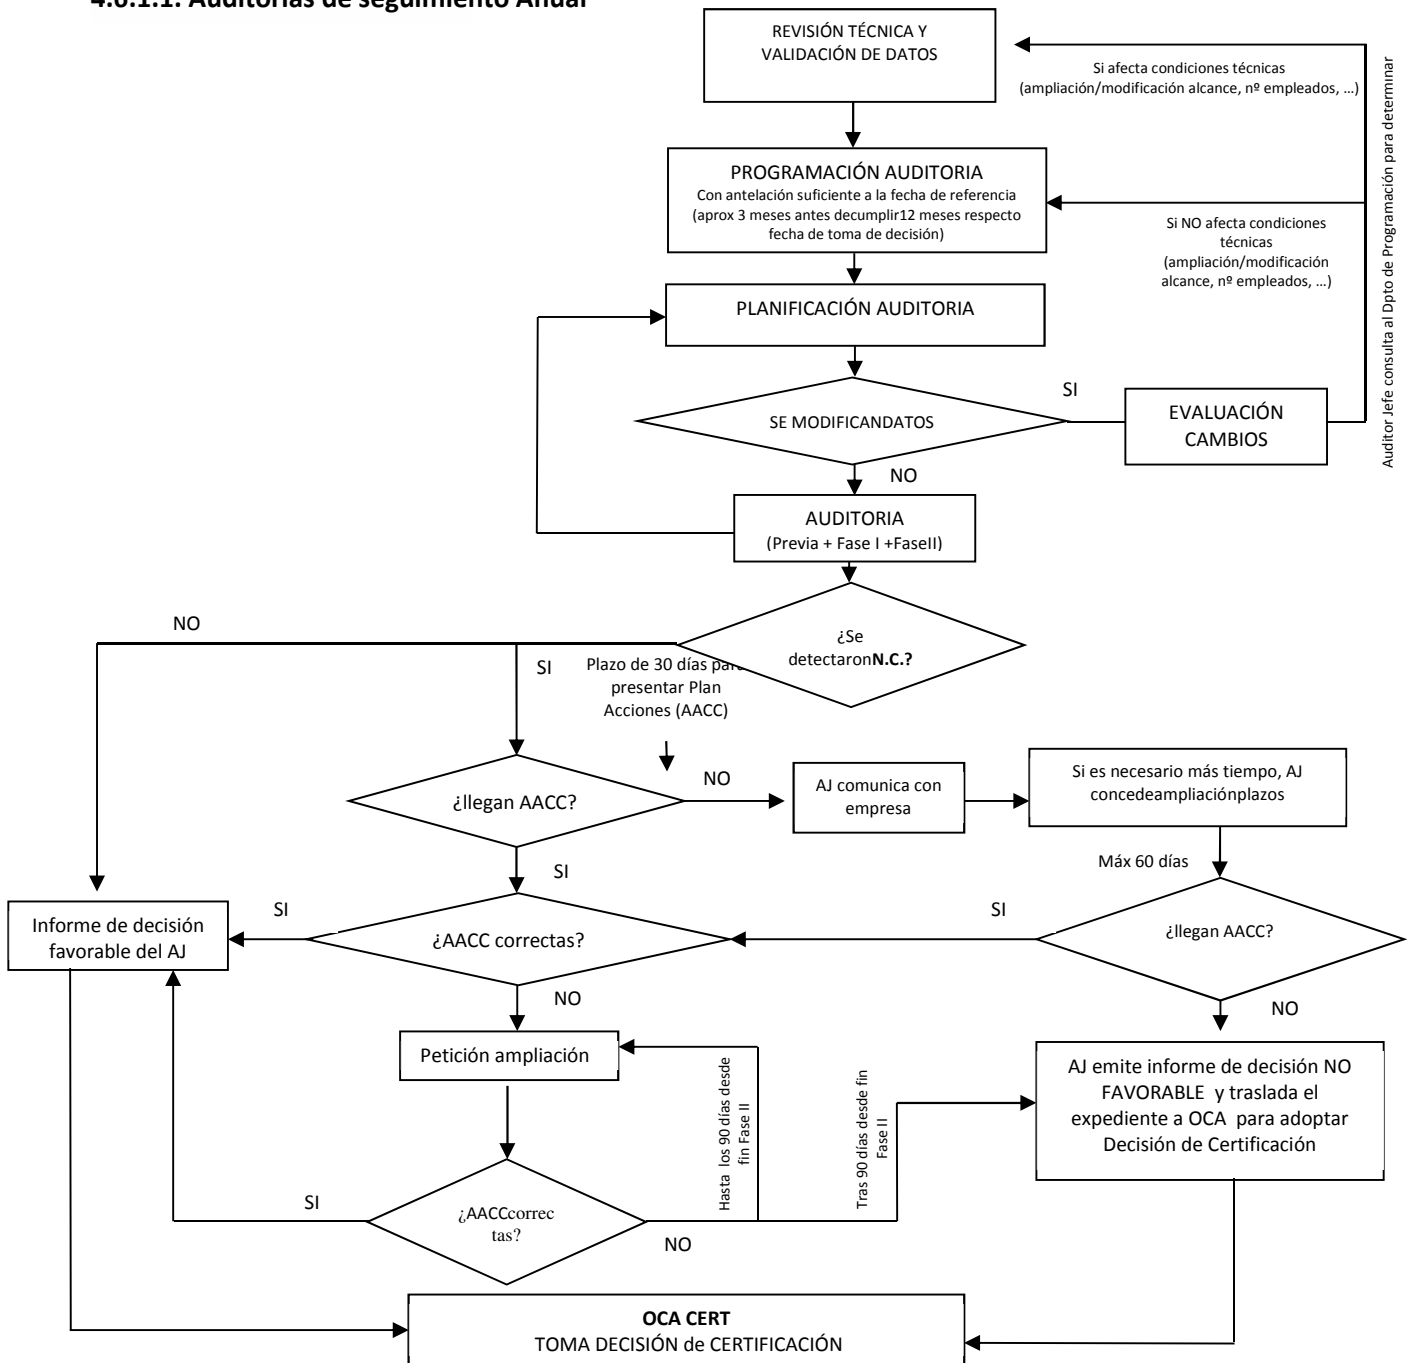 4.6.1.1. Auditorías de seguimiento Anual
REVISIÓN TÉCNICA Y
VALIDACIÓN DE DATOS
Si afecta condiciones técnicas
(ampliación/modificación alcance, nº empleados, ...)
Auditor Jefe consulta al Dpto de Programación para determinar
PROGRAMACIÓN AUDITORIA
Con antelación suficiente a la fecha de referencia
(aprox 3 meses antes decumplir12 meses respecto
fecha de toma de decisión)
Si NO afecta condiciones
técnicas
(ampliación/modificación
alcance, nº empleados, ...)
PLANIFICACIÓN AUDITORIA
SE MODIFICANDATOS
SI
EVALUACIÓN
CAMBIOS
NO
AUDITORIA
(Previa + Fase I +FaseII)
NO
¿Se
detectaronN.C.?
SI
Plazo de 30 días para
presentar Plan
Acciones (AACC)
¿llegan AACC?
NO
AJ comunica con
empresa
Si es necesario más tiempo, AJ
concedeampliaciónplazos
SI
Máx 60 días
Informe de decisión
favorable del AJ
SI
¿AACC correctas?
SI
¿llegan AACC?
NO
NO
Petición ampliación
Hasta los 90 días desde
fin Fase II
Tras 90 días desde fin
Fase II
AJ emite informe de decisión NO
FAVORABLE y traslada el
expediente a OCA para adoptar
Decisión de Certificación
SI
¿AACCcorrec
tas?
NO
OCA CERT
TOMA DECISIÓN de CERTIFICACIÓN